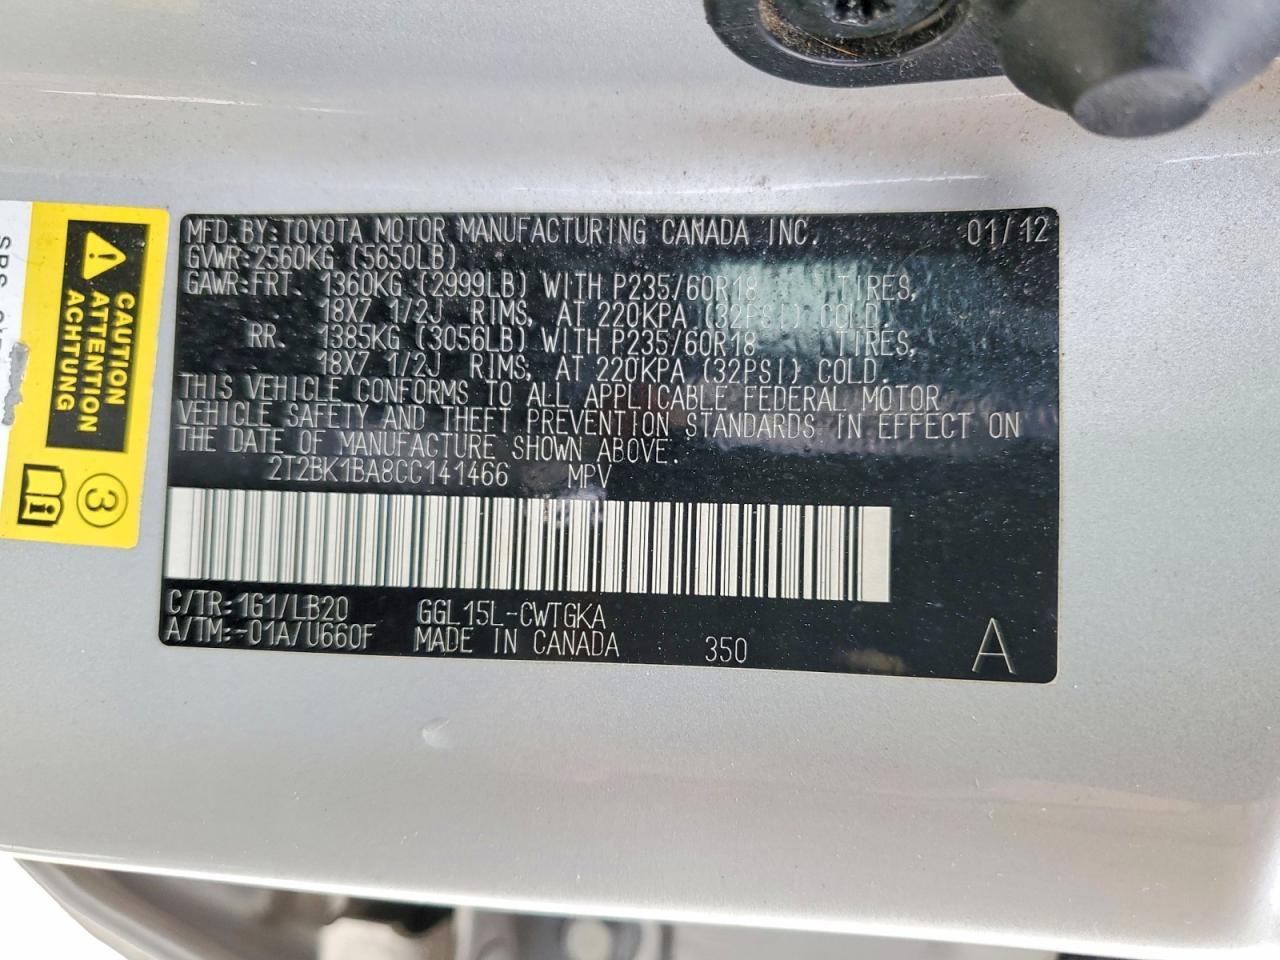 MFD.BY:TOYOTA MOTOR MANUFACTURING CANADA INC. 01/12
GVWR:2560KG (5650LB)
GAWR:FRT. 1360KG (2999LB) WITH P235/60R18 TIRES,
18X7 1/2J RIMS, AT 220KPA (32PSI) COLD.
RR. 1385KG (3056LB) WITH P235/60R18 TIRES,
18X7 1/2J RIMS, AT 220KPA (32PSI) COLD.
THIS VEHICLE CONFORMS TO ALL APPLICABLE FEDERAL MOTOR
VEHICLE SAFETY AND THEFT PREVENTION STANDARDS IN EFFECT ON
THE DATE OF MANUFACTURE SHOWN ABOVE.
2T2BK1BA8CC141466 MPV
C/TR:1G1/LB20 GGL15L-CWTGKA
A/TM:-01A/U660F MADE IN CANADA 350 A
CAUTION
ATTENTION
ACHTUNG
3
SRS